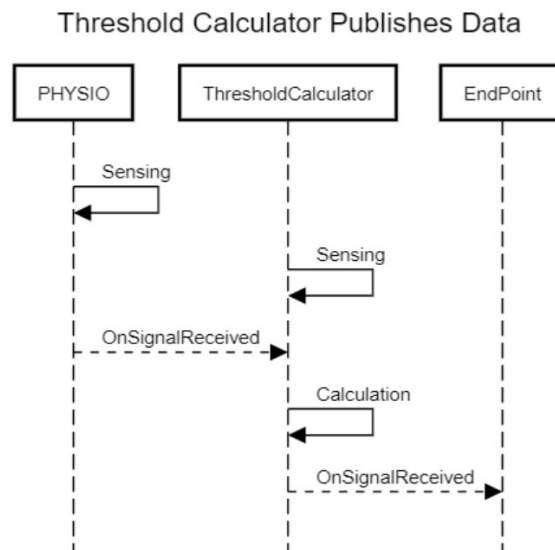 Threshold Calculator Publishes Data
PHYSIO
ThresholdCalculator
EndPoint
Sensing
Sensing
OnSignalReceived
Calculation
OnSignalReceived